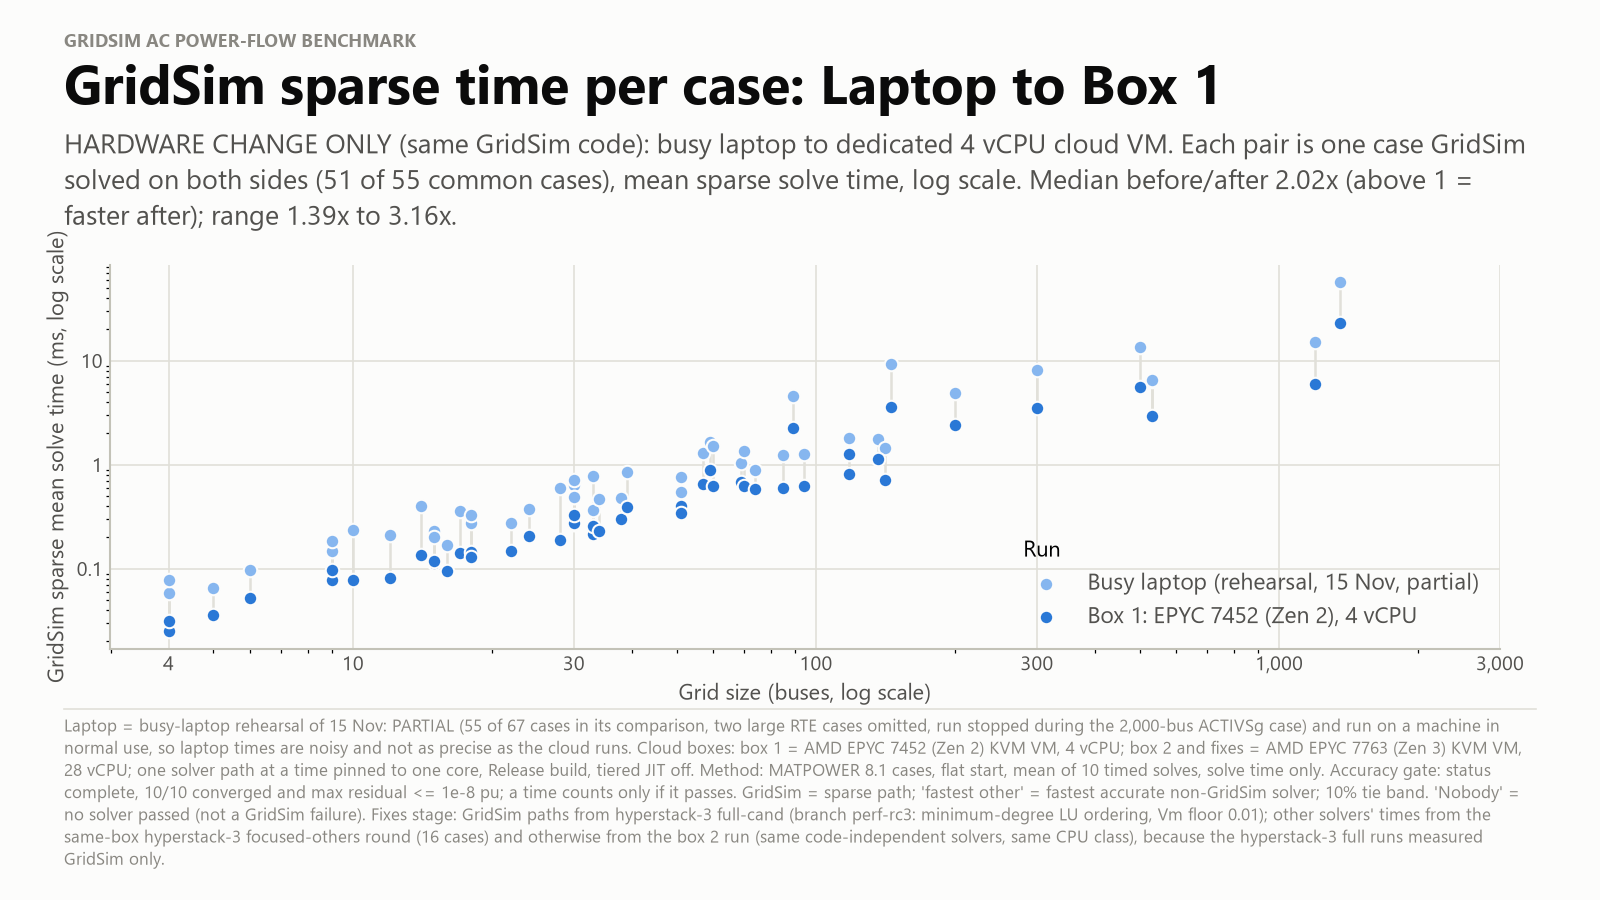 GRIDSIM AC POWER-FLOW BENCHMARK
GridSim sparse time per case: Laptop to Box 1
HARDWARE CHANGE ONLY (same GridSim code): busy laptop to dedicated 4 vCPU cloud VM. Each pair is one case GridSim
solved on both sides (51 of 55 common cases), mean sparse solve time, log scale. Median before/after 2.02x (above 1 =
faster after); range 1.39x to 3.16x.
GridSim sparse mean solve time (ms, log scale)
10
1
0.1
Run
Busy laptop (rehearsal, 15 Nov, partial)
Box 1: EPYC 7452 (Zen 2), 4 vCPU
4 10 30 100 300 1,000 3,000
Grid size (buses, log scale)
Laptop = busy-laptop rehearsal of 15 Nov: PARTIAL (55 of 67 cases in its comparison, two large RTE cases omitted, run stopped during the 2,000-bus ACTIVSg case) and run on a machine in
normal use, so laptop times are noisy and not as precise as the cloud runs. Cloud boxes: box 1 = AMD EPYC 7452 (Zen 2) KVM VM, 4 vCPU; box 2 and fixes = AMD EPYC 7763 (Zen 3) KVM VM,
28 vCPU; one solver path at a time pinned to one core, Release build, tiered JIT off. Method: MATPOWER 8.1 cases, flat start, mean of 10 timed solves, solve time only. Accuracy gate: status
complete, 10/10 converged and max residual <= 1e-8 pu; a time counts only if it passes. GridSim = sparse path; 'fastest other' = fastest accurate non-GridSim solver; 10% tie band. 'Nobody' =
no solver passed (not a GridSim failure). Fixes stage: GridSim paths from hyperstack-3 full-cand (branch perf-rc3: minimum-degree LU ordering, Vm floor 0.01); other solvers' times from the
same-box hyperstack-3 focused-others round (16 cases) and otherwise from the box 2 run (same code-independent solvers, same CPU class), because the hyperstack-3 full runs measured
GridSim only.